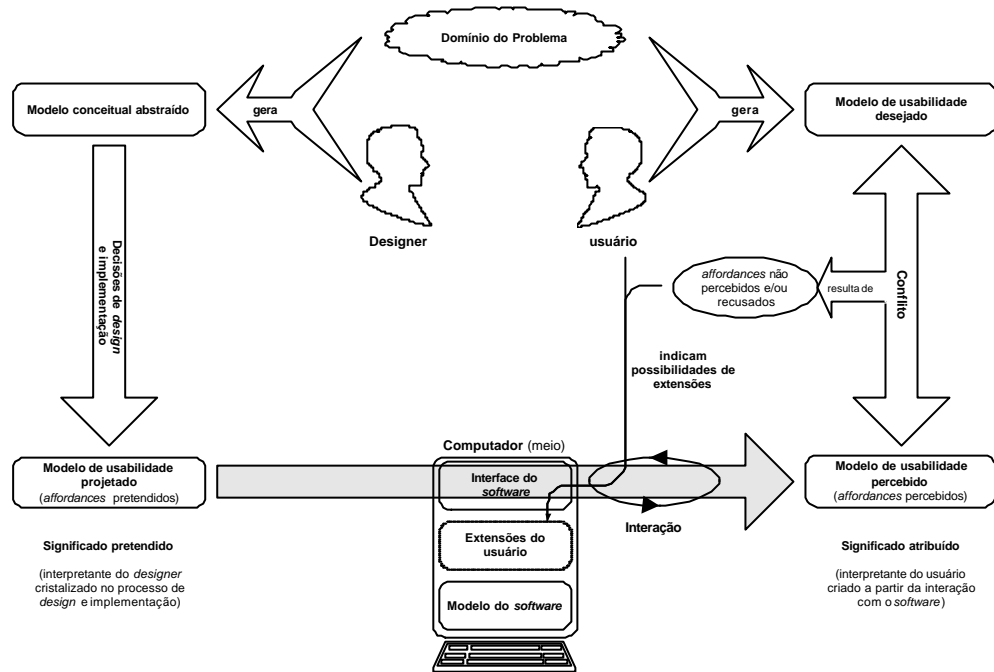 Domínio do Problema
Modelo conceitual abstraído
gera
gera
Modelo de usabilidade
desejado
Designer
usuário
Decisões de design
e implementação
affordances não
percebidos e/ou
recusados
resulta de
Conflito
indicam
possibilidades de
extensões
Computador (meio)
Modelo de usabilidade
projetado
(affordances pretendidos)
Interface do
software
Modelo de usabilidade
percebido
(affordances percebidos)
Interação
Extensões do
usuário
Significado pretendido
(interpretante do designer
cristalizado no processo de
design e implementação)
Modelo do software
Significado atribuído
(interpretante do usuário
criado a partir da interação
com o software)